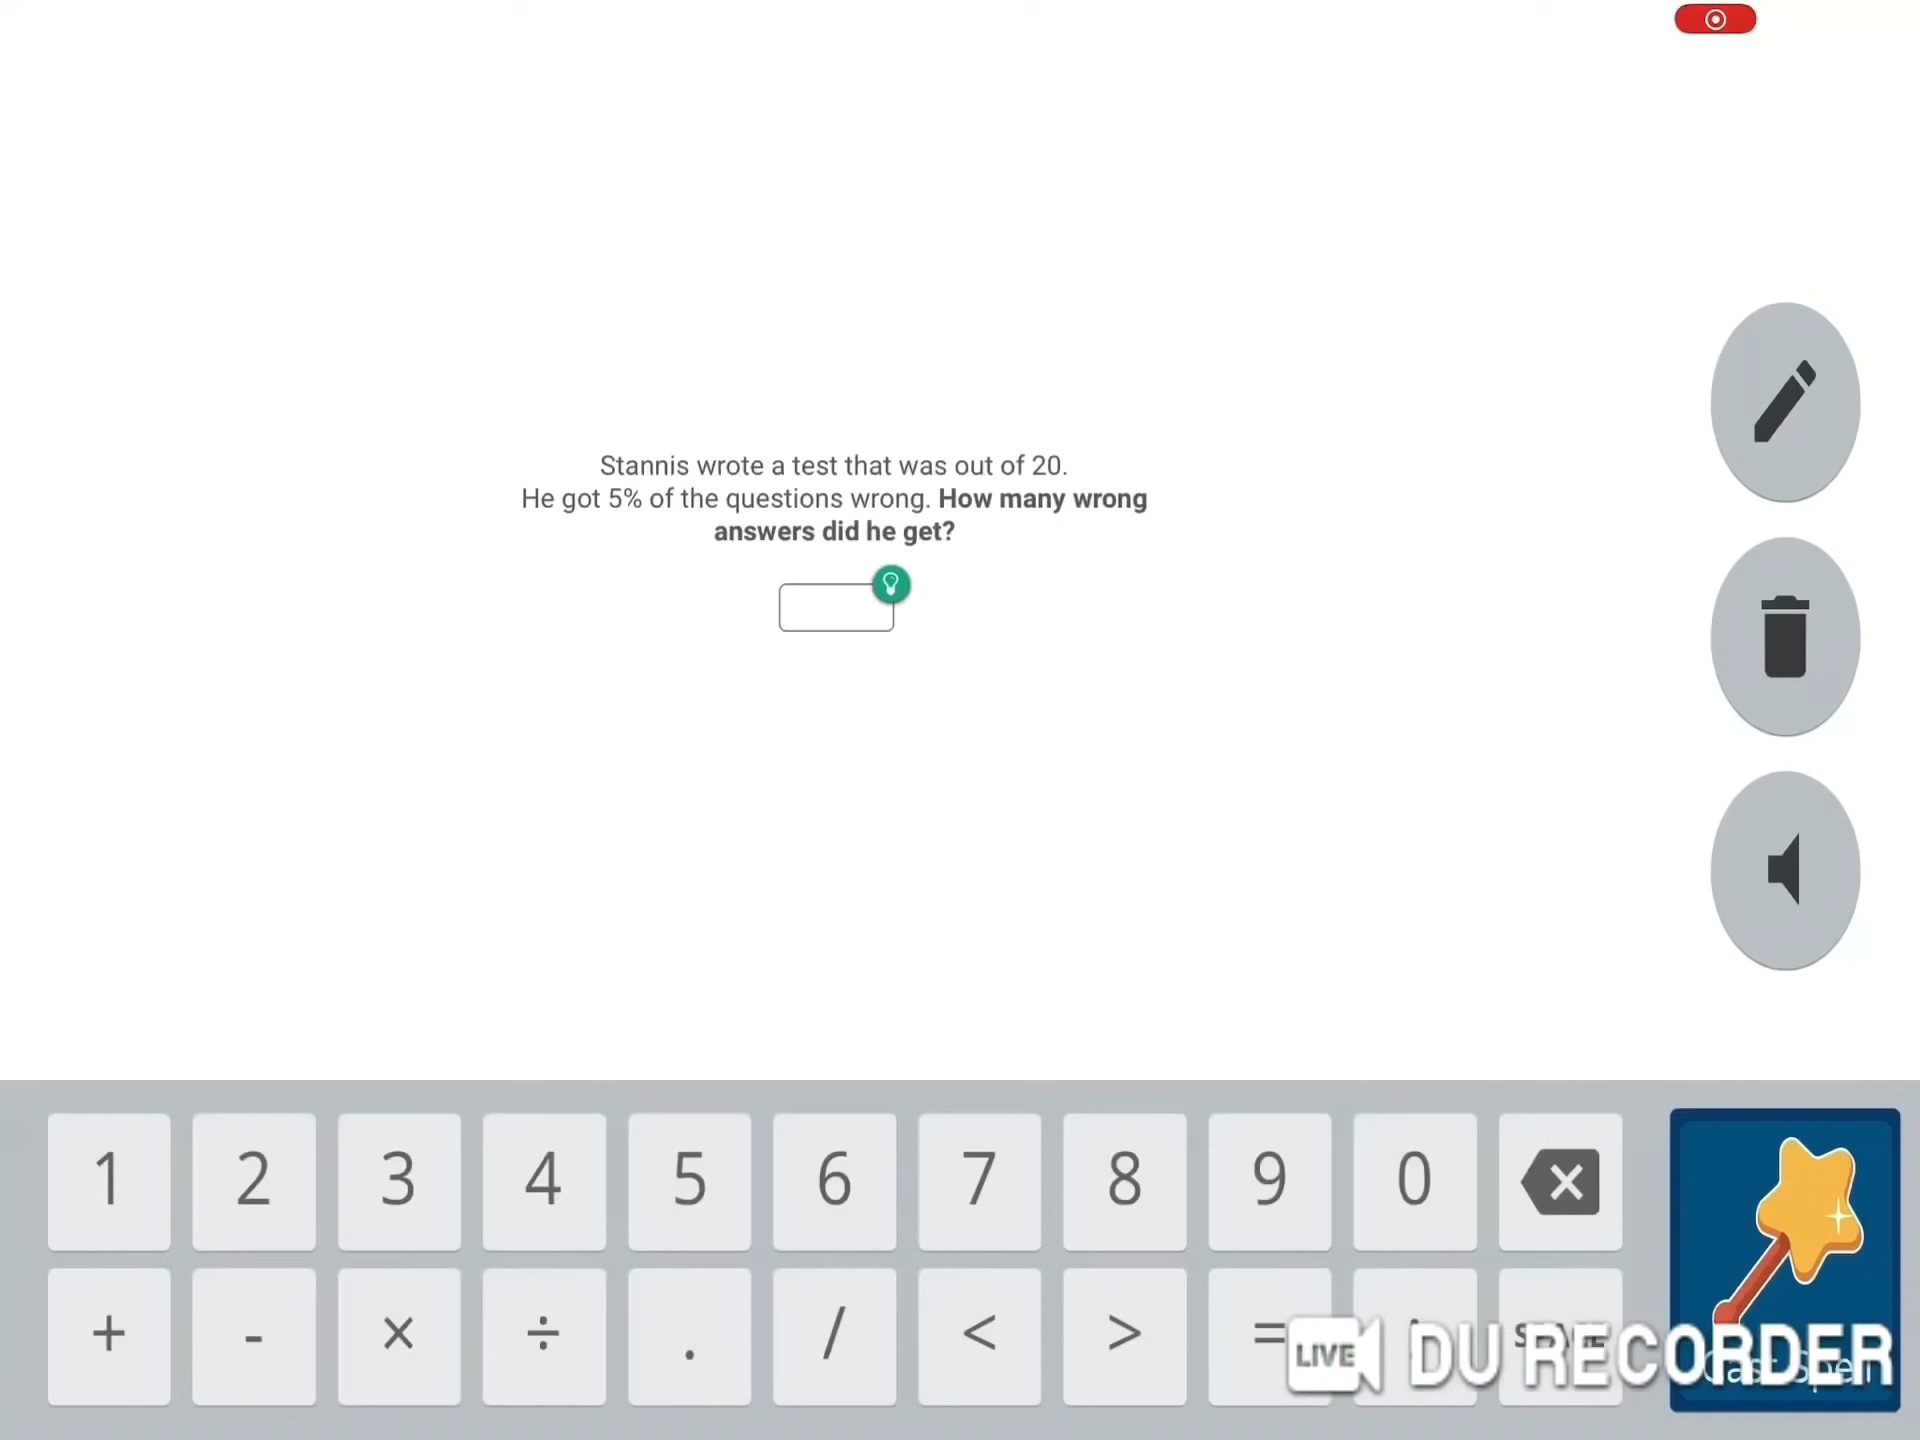 Stannis wrote a test that was out of 20.
He got 5% of the questions wrong. How many wrong
answers did he get?
1 2 3 4 5 6 7 8 9 0
+ - × ÷ . / < > =
LIVE DU RECORDER